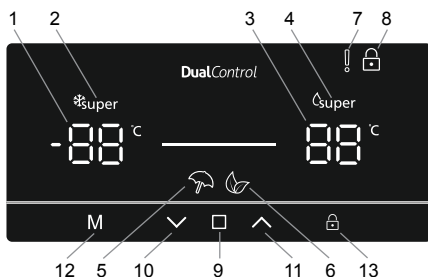 1 2 3 4 7 8
DualControl
super super
-88 °C 88 °C
M
12 5 10 9 11 6 13